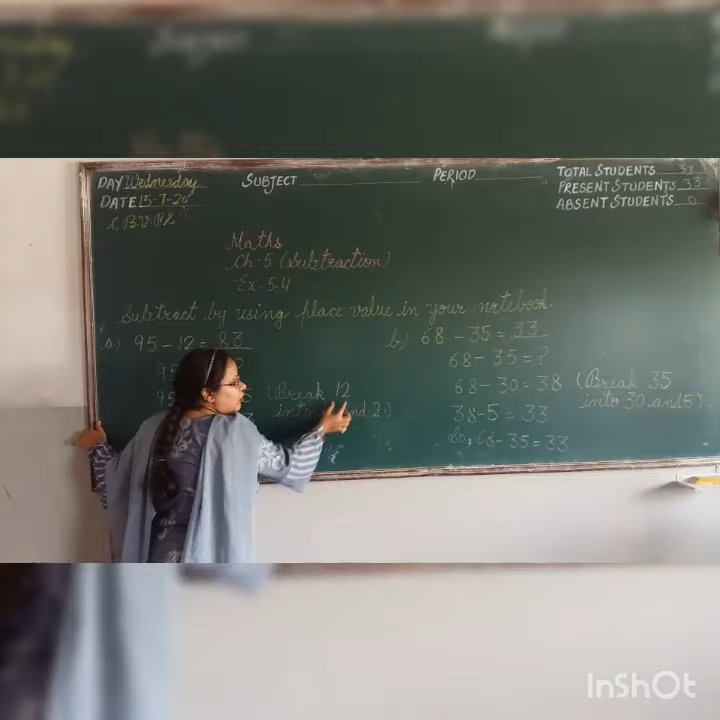 DAY Wednesday
DATE 15-7-20
SUBJECT
PERIOD
TOTAL STUDENTS 33
PRESENT STUDENTS 33
ABSENT STUDENTS 0
Maths
Ch-5 (Subtraction)
Ex-5.4
Subtract by using place value in your notebook.
a) 95-12 = 83
(Break 12
into and 2.)
b) 68 - 35 = 33
68 - 35 = ?
68 - 30 = 38 (Break 35
into 30 and 5)
38-5 = 33
So, 68-35 = 33
InShOt